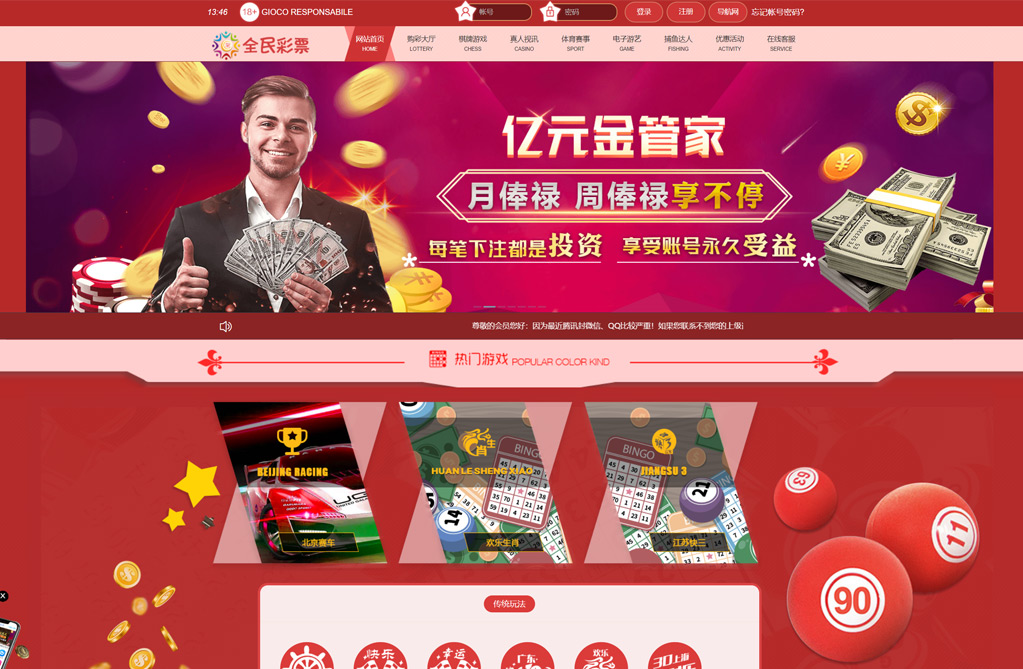 13:46 18+ GIOCO RESPONSABILE 帐号 密码 登录 注册 导航网 忘记帐号密码?
全民彩票
网站首页 购彩大厅 棋牌游戏 真人视讯 体育赛事 电子游艺 捕鱼达人 优惠活动 在线客服
HOME LOTTERY CHESS CASINO SPORT GAME FISHING ACTIVITY SERVICE
亿元金管家
月俸禄 周俸禄享不停
每笔下注都是投资 享受账号永久受益
尊敬的会员您好：因为最近腾讯封微信、QQ比较严重！如果您联系不到您的上级
热门游戏 POPULAR COLOR KIND
BINGO BINGO
BEIJING RACING HUAN LE SHENG XIAO JIANGSU 3
北京赛车 欢乐生肖 江苏快三
14 21
63
11
90
传统玩法
X
快乐 幸运 广东 欢乐 3D上海